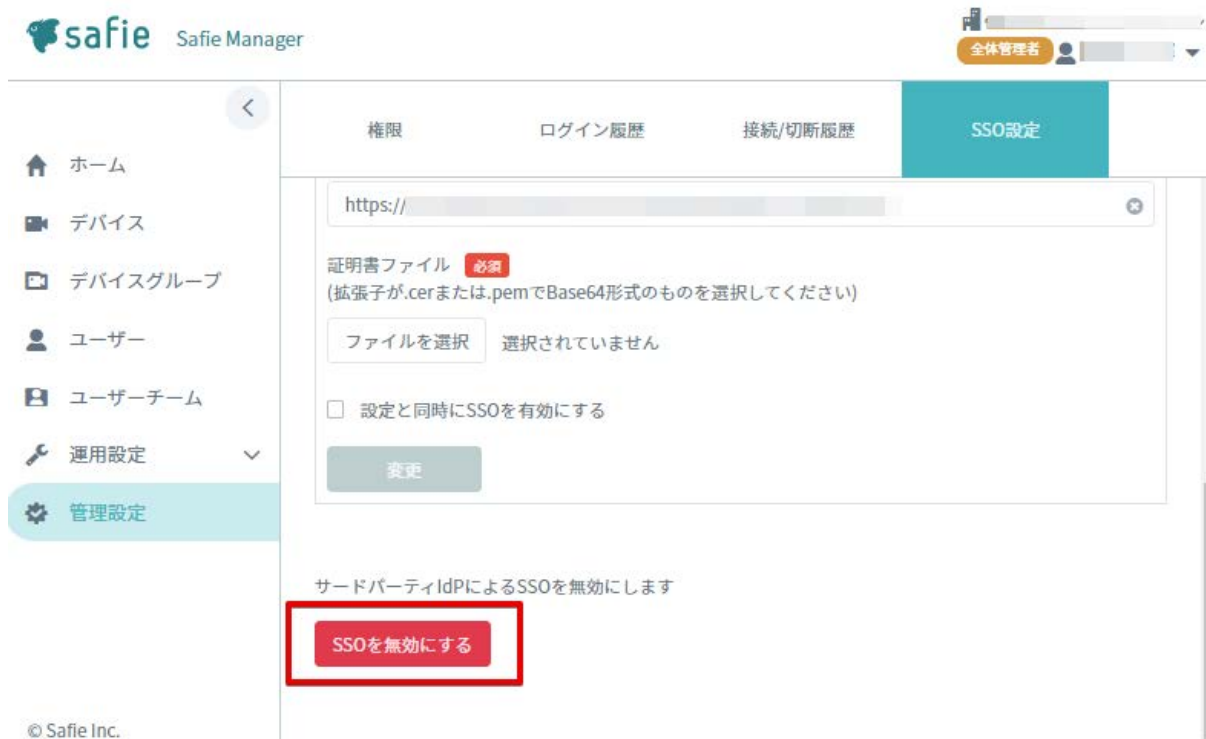 safie Safie Manager
全体管理者
権限 ログイン履歴 接続/切断履歴 SSO設定
ホーム
デバイス
デバイスグループ
ユーザー
ユーザーチーム
運用設定
管理設定
https://
証明書ファイル 必須
(拡張子が.cerまたは.pemでBase64形式のものを選択してください)
ファイルを選択 選択されていません
設定と同時にSSOを有効にする
変更
サードパーティIdPによるSSOを無効にします
SSOを無効にする
© Safie Inc.